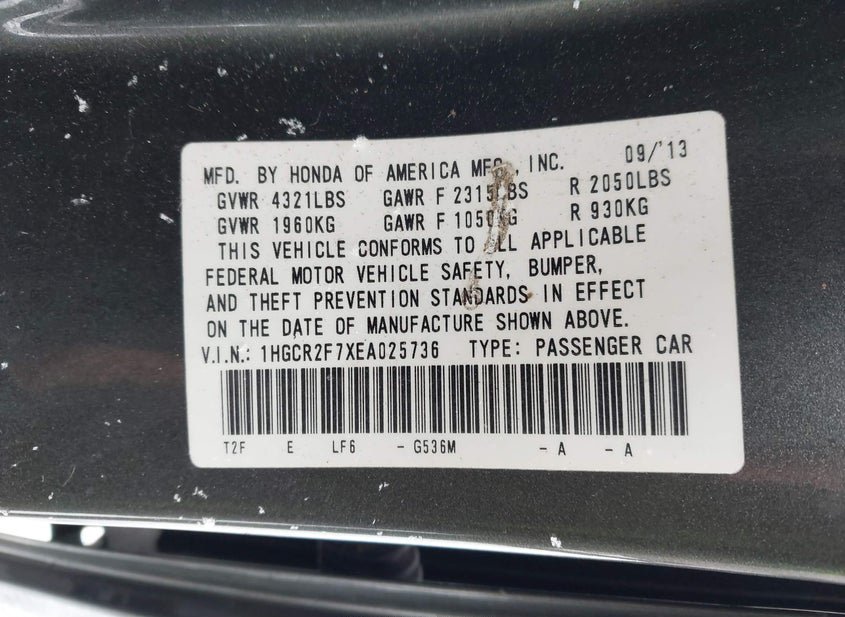 MFD. BY HONDA OF AMERICA MFG., INC. 09/'13
GVWR 4321LBS GAWR F 2315LBS R 2050LBS
GVWR 1960KG GAWR F 1050KG R 930KG
THIS VEHICLE CONFORMS TO ALL APPLICABLE
FEDERAL MOTOR VEHICLE SAFETY, BUMPER,
AND THEFT PREVENTION STANDARDS IN EFFECT
ON THE DATE OF MANUFACTURE SHOWN ABOVE.
V.I.N.: 1HGCR2F7XEA025736 TYPE: PASSENGER CAR
T2F E LF6 - G536M - A - A